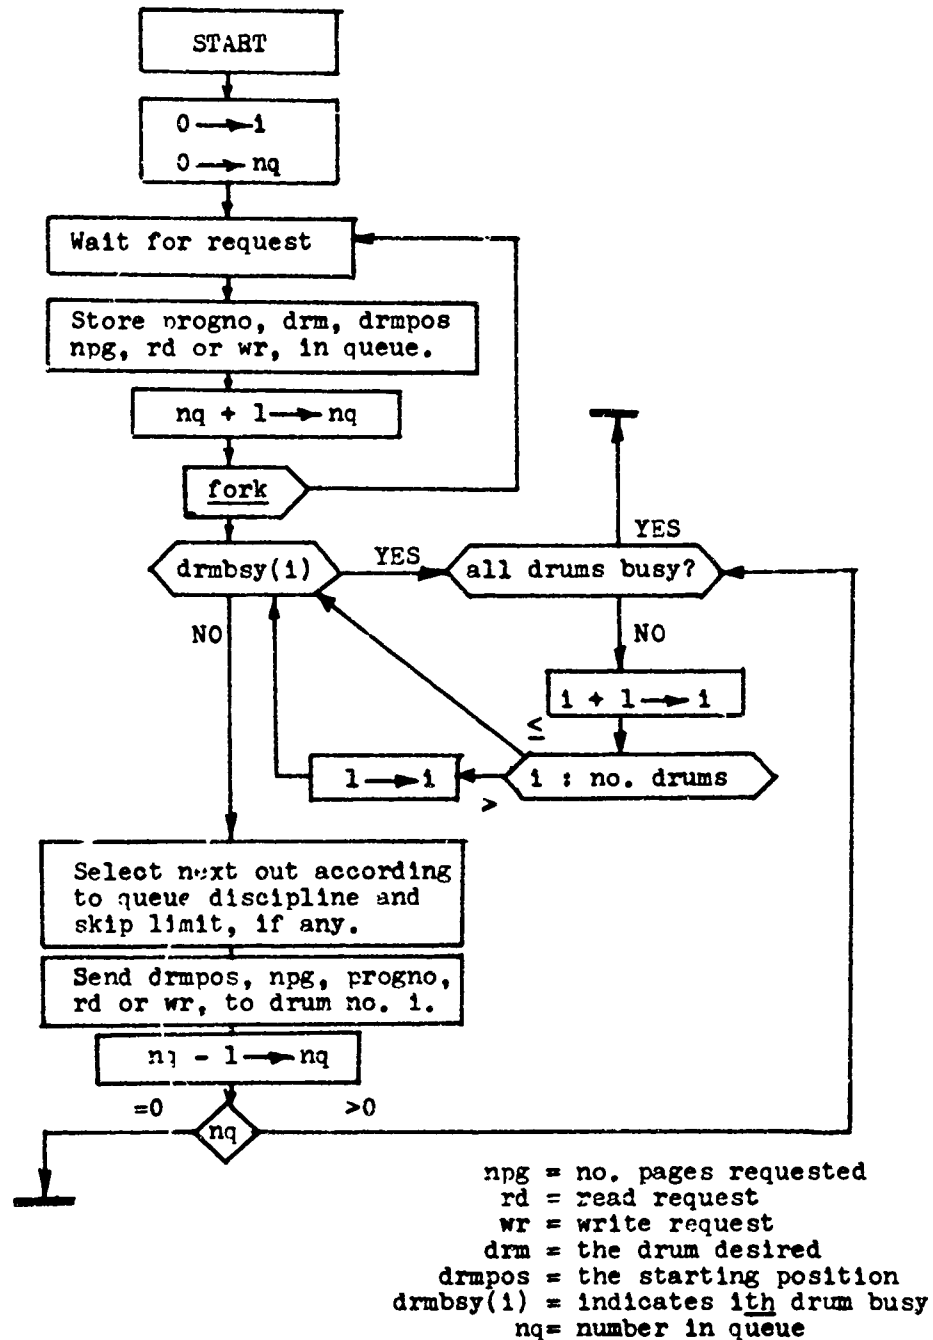 START
0 → i
0 → nq
Wait for request
Store progno, drm, drmpos
npg, rd or wr, in queue.
nq + 1 → nq
fork
drmbsy(i)
YES
all drums busy?
YES
NO
NO
i + 1 → i
≤
1 → i
i : no. drums
>
Select next out according
to queue discipline and
skip limit, if any.
Send drmpos, npg, progno,
rd or wr, to drum no. i.
nq - 1 → nq
=0
>0
nq
npg = no. pages requested
rd = read request
wr = write request
drm = the drum desired
drmpos = the starting position
drmbsy(i) = indicates ith drum busy
nq= number in queue